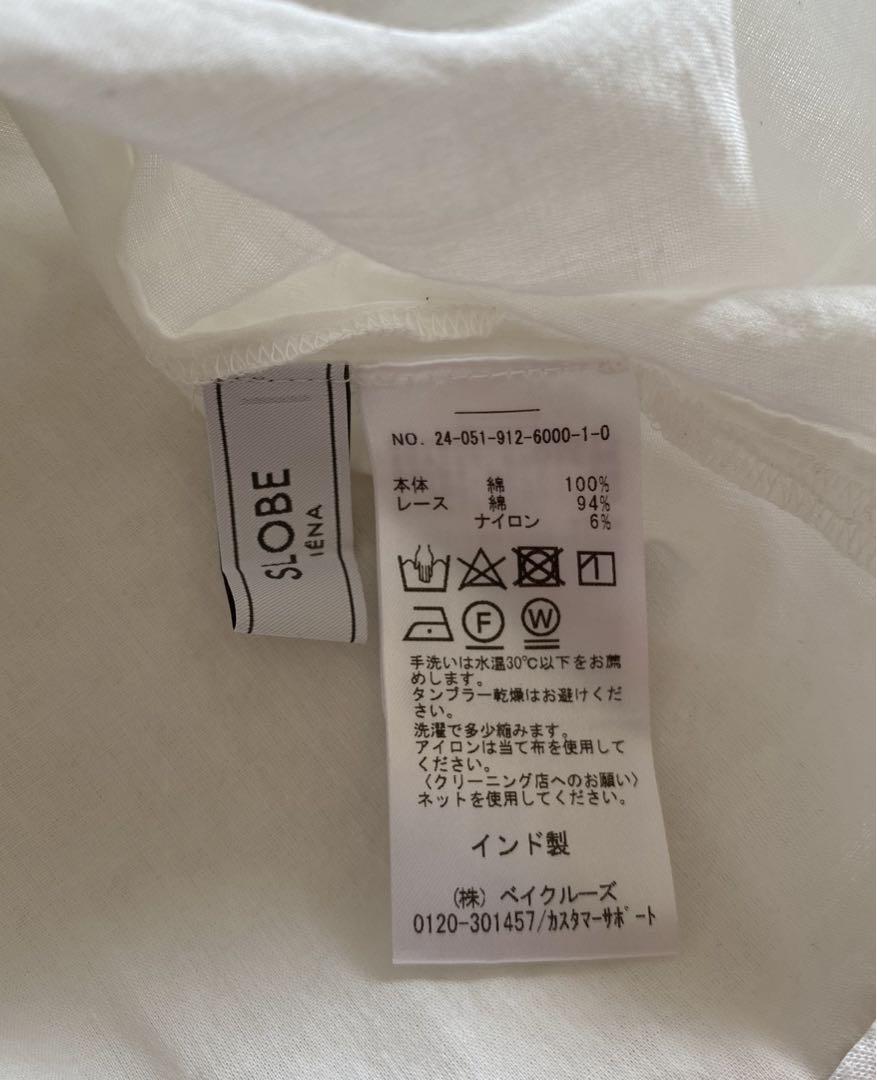 SLOBE
IÉNA
NO. 24-051-912-6000-1-0
本体 綿 100%
レース 綿 94%
ナイロン 6%
F W
手洗いは水温30℃以下をお薦
めします。
タンブラー乾燥はお避けくだ
さい。
洗濯で多少縮みます。
アイロンは当て布を使用して
ください。
〈クリーニング店へのお願い〉
ネットを使用してください。
インド製
(株) ベイクルーズ
0120-301457/ｶｽﾀﾏｰｻﾎﾟｰﾄ